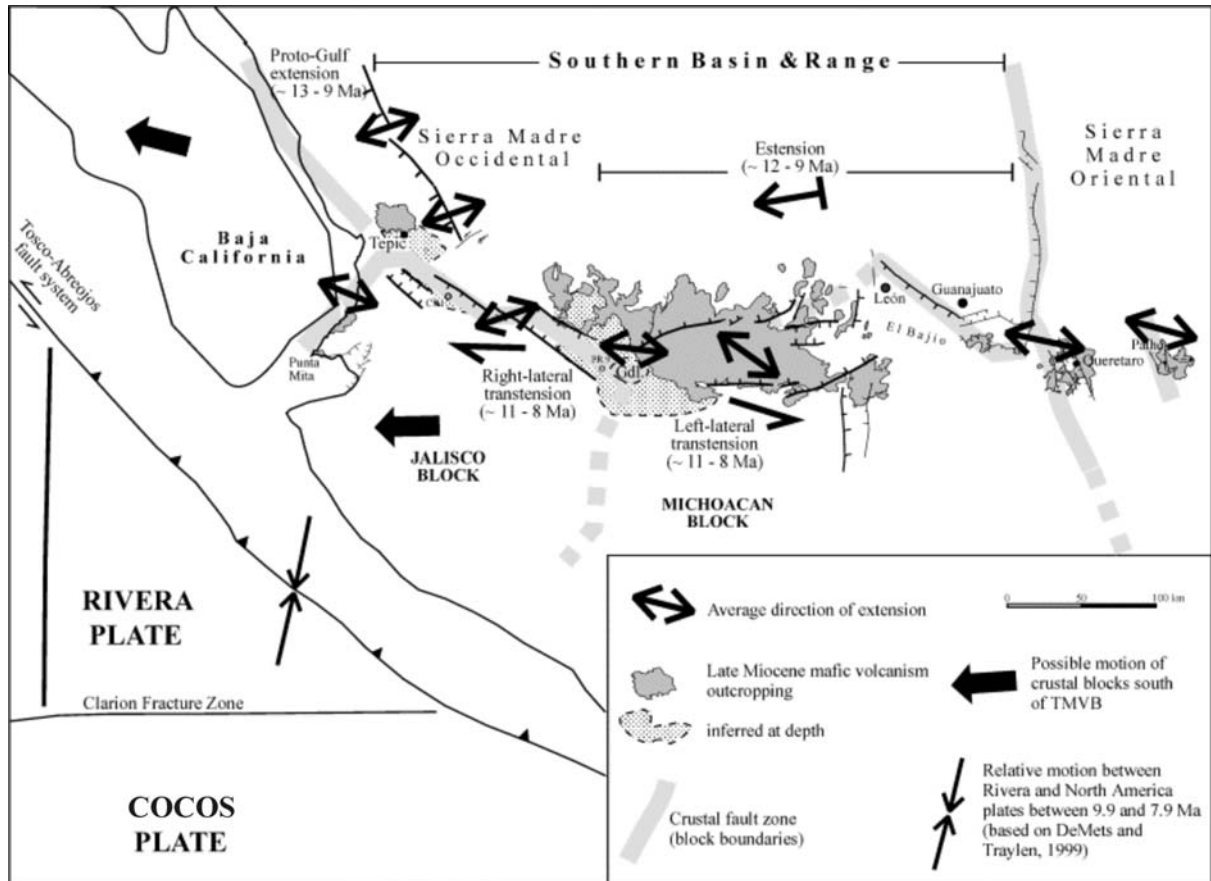 Proto-Gulf
extension
(~ 13 - 9 Ma)
Southern Basin & Range
Sierra Madre
Occidental
Estension
(~ 12 - 9 Ma)
Sierra
Madre
Oriental
Tosco-Abreojos
fault system
Baja
California
Tepic
León
Guanajuato
El Bajío
Queretaro
Punta
Mita
Gdl
Right-lateral
transtension
(~ 11 - 8 Ma)
Left-lateral
transtension
(~ 11 - 8 Ma)
JALISCO
BLOCK
MICHOACAN
BLOCK
RIVERA
PLATE
Clarion Fracture Zone
COCOS
PLATE
Average direction of extension
0 50 100 km
Late Miocene mafic volcanism
outcropping
inferred at depth
Possible motion of
crustal blocks south
of TMVB
Crustal fault zone
(block boundaries)
Relative motion between
Rivera and North America
plates between 9.9 and 7.9 Ma
(based on DeMets and
Traylen, 1999)